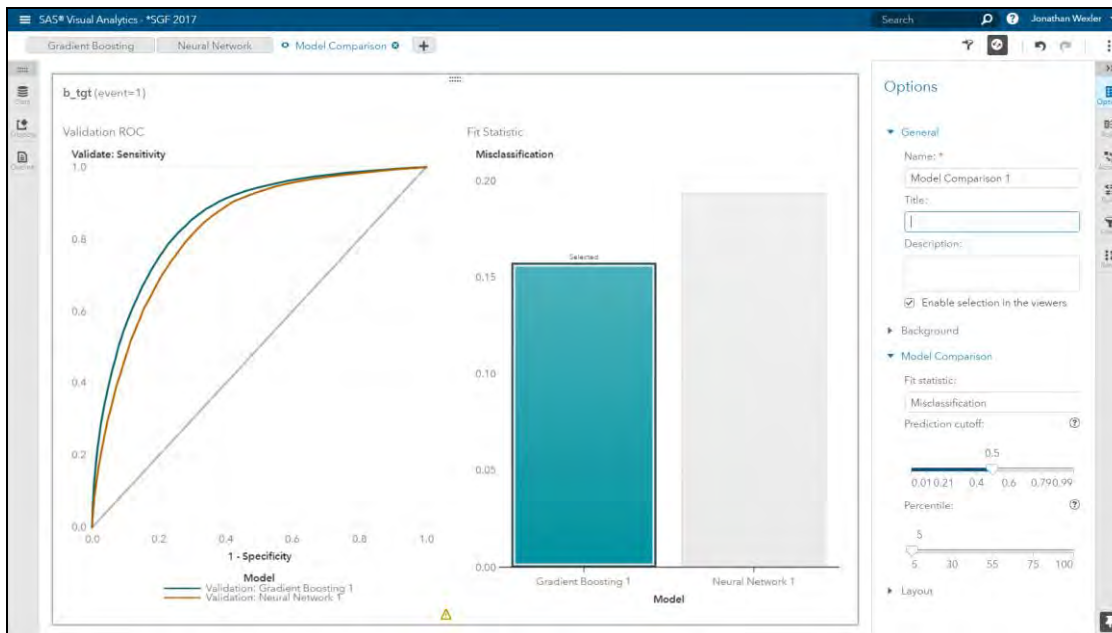 SAS® Visual Analytics - *SGF 2017
Search
Jonathan Wexler
Gradient Boosting
Neural Network
Model Comparison
b_tgt (event=1)
Validation ROC
Validate: Sensitivity
1.0
0.8
0.6
0.4
0.2
0.0
0.0 0.2 0.4 0.6 0.8 1.0
1 - Specificity
Model
Validation: Gradient Boosting 1
Validation: Neural Network 1
Fit Statistic
Misclassification
0.20
0.15
0.10
0.05
0.00
Selected
Gradient Boosting 1 Neural Network 1
Model
Options
General
Name: *
Model Comparison 1
Title:
Description:
Enable selection in the viewers
Background
Model Comparison
Fit statistic:
Misclassification
Prediction cutoff:
0.5
0.01 0.21 0.4 0.6 0.79 0.99
Percentile:
5
5 30 55 75 100
Layout